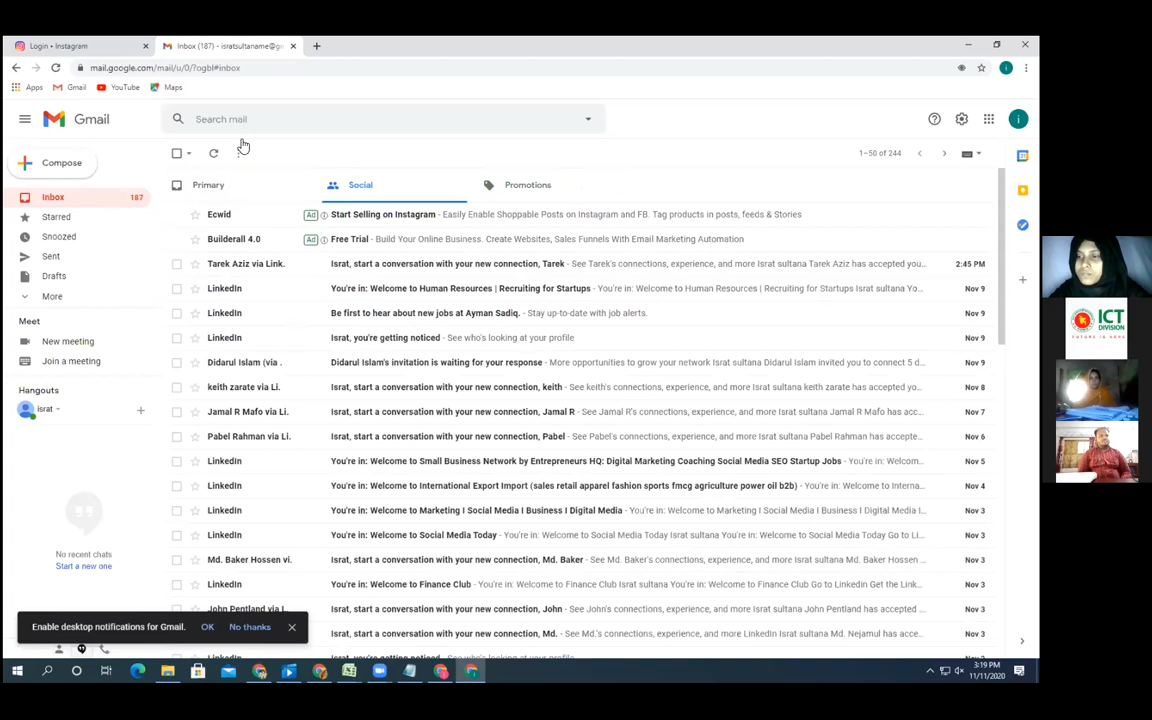 Login • Instagram
Inbox (187) - isratsultaname@g
mail.google.com/mail/u/0/?ogbl#inbox
i
Apps Gmail YouTube Maps
Gmail
Search mail
i
Compose
1–50 of 244
Inbox 187
Primary Social Promotions
Starred
Snoozed
Sent
Drafts
More
Meet
New meeting
Join a meeting
Hangouts
israt
No recent chats
Start a new one
Ecwid Ad Start Selling on Instagram - Easily Enable Shoppable Posts on Instagram and FB. Tag products in posts, feeds & Stories
Builderall 4.0 Ad Free Trial - Build Your Online Business. Create Websites, Sales Funnels With Email Marketing Automation
Tarek Aziz via Link. Israt, start a conversation with your new connection, Tarek - See Tarek's connections, experience, and more Israt sultana Tarek Aziz has accepted you... 2:45 PM
LinkedIn You're in: Welcome to Human Resources | Recruiting for Startups - You're in: Welcome to Human Resources | Recruiting for Startups Israt sultana Yo... Nov 9
LinkedIn Be first to hear about new jobs at Ayman Sadiq. - Stay up-to-date with job alerts. Nov 9
LinkedIn Israt, you're getting noticed - See who's looking at your profile Nov 9
Didarul Islam (via . Didarul Islam's invitation is waiting for your response - More opportunities to grow your network Israt sultana Didarul Islam invited you to connect 5 d... Nov 9
keith zarate via Li. Israt, start a conversation with your new connection, keith - See keith's connections, experience, and more Israt sultana keith zarate has accepted yo... Nov 8
Jamal R Mafo via Li. Israt, start a conversation with your new connection, Jamal R - See Jamal R's connections, experience, and more Israt sultana Jamal R Mafo has acc... Nov 7
Pabel Rahman via Li. Israt, start a conversation with your new connection, Pabel - See Pabel's connections, experience, and more Israt sultana Pabel Rahman has accepte... Nov 6
LinkedIn You're in: Welcome to Small Business Network by Entrepreneurs HQ: Digital Marketing Coaching Social Media SEO Startup Jobs - You're in: Welcom... Nov 5
LinkedIn You're in: Welcome to International Export Import (sales retail apparel fashion sports fmcg agriculture power oil b2b) - You're in: Welcome to Interna... Nov 4
LinkedIn You're in: Welcome to Marketing I Social Media I Business I Digital Media - You're in: Welcome to Marketing I Social Media I Business I Digital Media I... Nov 3
LinkedIn You're in: Welcome to Social Media Today - You're in: Welcome to Social Media Today Israt sultana You're in: Welcome to Social Media Today Go to Li... Nov 3
Md. Baker Hossen vi. Israt, start a conversation with your new connection, Md. Baker - See Md. Baker's connections, experience, and more Israt sultana Md. Baker Hossen ... Nov 3
LinkedIn You're in: Welcome to Finance Club - You're in: Welcome to Finance Club Israt sultana You're in: Welcome to Finance Club Go to LinkedIn Get the Link... Nov 3
John Pentland via L. Israt, start a conversation with your new connection, John - See John's connections, experience, and more Israt sultana John Pentland has accepted ... Nov 3
Israt, start a conversation with your new connection, Md. - See Md.'s connections, experience, and more LinkedIn Israt sultana Md. Nejamul has acce... Nov 3
LinkedIn Israt, you're getting noticed - See who's looking at your profile
Enable desktop notifications for Gmail. OK No thanks
3:19 PM
11/11/2020
ICT
DIVISION
FUTURE IS HERE